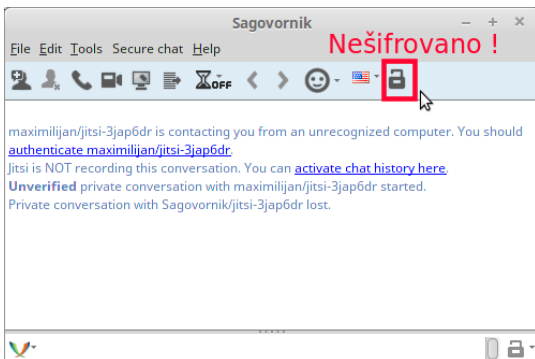 Sagovornik
Nešifrovano !
File Edit Tools Secure chat Help
OFF
maximilijan/jitsi-3jap6dr is contacting you from an unrecognized computer. You should
authenticate maximilijan/jitsi-3jap6dr.
Jitsi is NOT recording this conversation. You can activate chat history here.
Unverified private conversation with maximilijan/jitsi-3jap6dr started.
Private conversation with Sagovornik/jitsi-3jap6dr lost.